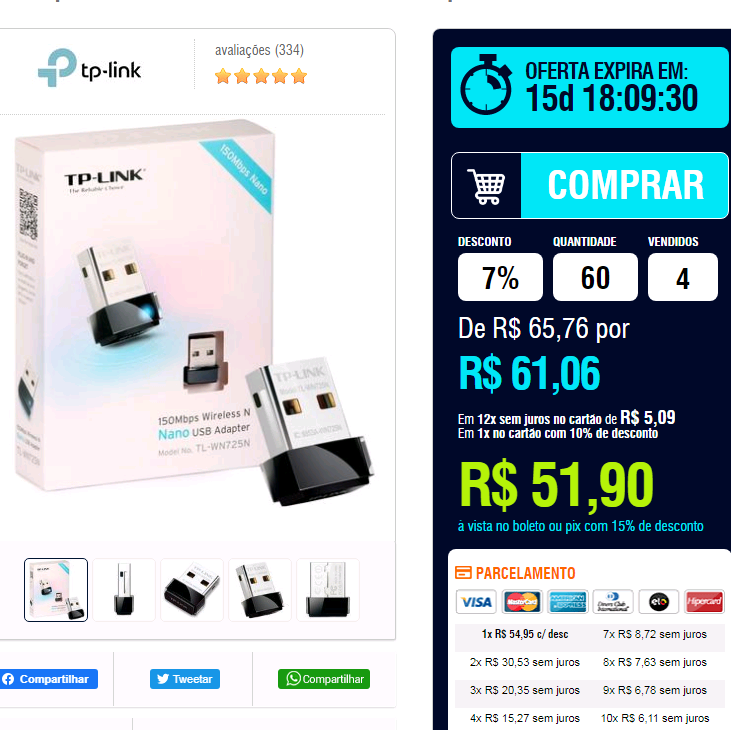 tp-link
avaliações (334)
TP-LINK
TP-LINK®
The Reliable Choice
150Mbps Nano
150Mbps Wireless N
Nano USB Adapter
Model No. TL-WN725N
TP-LINK
OFERTA EXPIRA EM:
15d 18:09:30
COMPRAR
DESCONTO QUANTIDADE VENDIDOS
7% 60 4
De R$ 65,76 por
R$ 61,06
Em 12x sem juros no cartão de R$ 5,09
Em 1x no cartão com 10% de desconto
R$ 51,90
à vista no boleto ou pix com 15% de desconto
PARCELAMENTO
VISA MasterCard Diners Club International elo Hipercard
1x R$ 54,95 c/ desc 7x R$ 8,72 sem juros
2x R$ 30,53 sem juros 8x R$ 7,63 sem juros
3x R$ 20,35 sem juros 9x R$ 6,78 sem juros
4x R$ 15,27 sem juros 10x R$ 6,11 sem juros
Compartilhar
Tweetar
Compartilhar